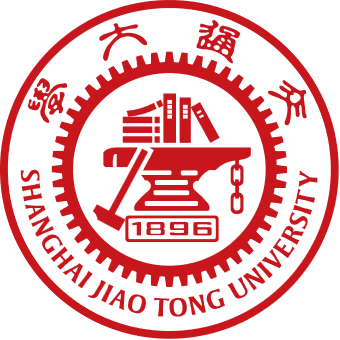 交通大學
1896
SHANGHAI JIAO TONG UNIVERSITY